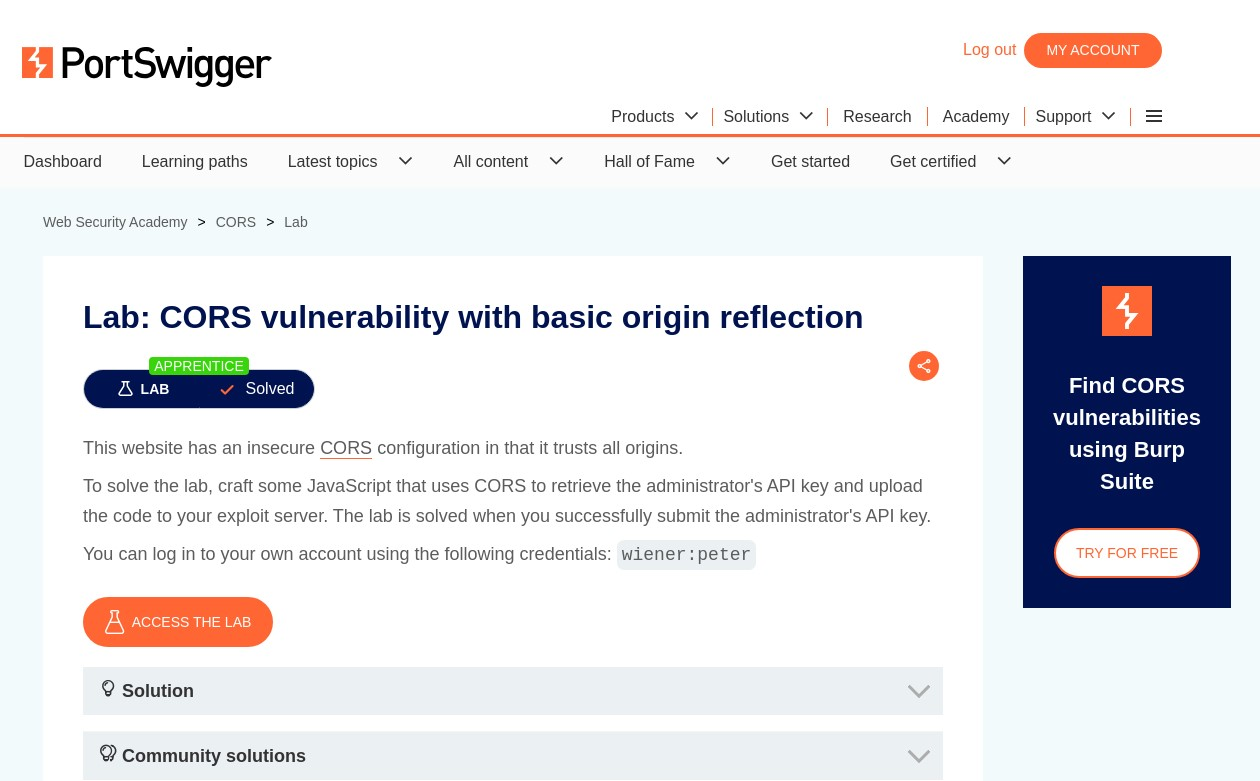 PortSwigger
Log out MY ACCOUNT
Products Solutions Research Academy Support
Dashboard Learning paths Latest topics All content Hall of Fame Get started Get certified
Web Security Academy > CORS > Lab
Lab: CORS vulnerability with basic origin reflection
APPRENTICE
LAB Solved
This website has an insecure CORS configuration in that it trusts all origins.
To solve the lab, craft some JavaScript that uses CORS to retrieve the administrator's API key and upload
the code to your exploit server. The lab is solved when you successfully submit the administrator's API key.
You can log in to your own account using the following credentials: wiener:peter
ACCESS THE LAB
Solution
Community solutions
Find CORS
vulnerabilities
using Burp
Suite
TRY FOR FREE